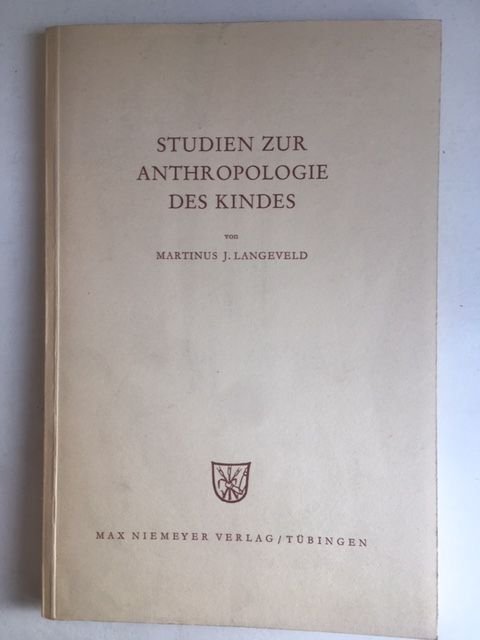 STUDIEN ZUR
ANTHROPOLOGIE
DES KINDES
von
MARTINUS J. LANGEVELD
MAX NIEMEYER VERLAG / TÜBINGEN